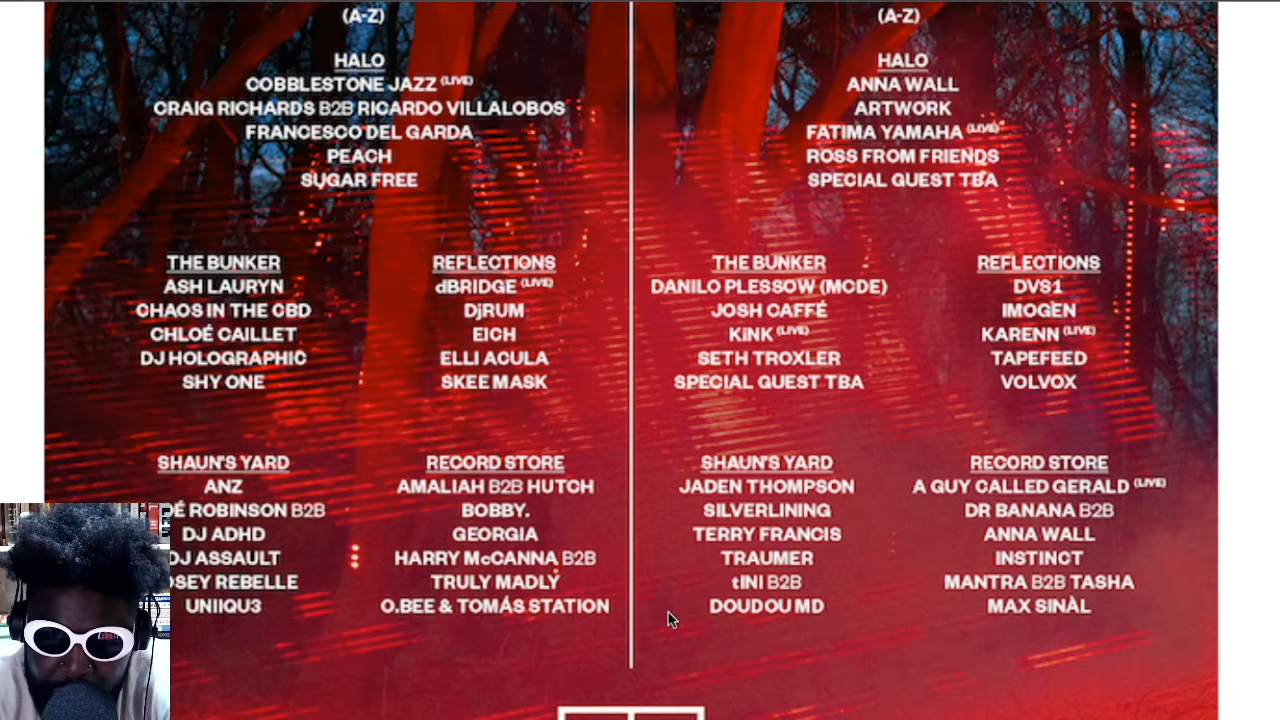 (A-Z)
HALO
COBBLESTONE JAZZ (LIVE)
CRAIG RICHARDS B2B RICARDO VILLALOBOS
FRANCESCO DEL GARDA
PEACH
SUGAR FREE
THE BUNKER
ASH LAURYN
CHAOS IN THE CBD
CHLOÉ CAILLET
DJ HOLOGRAPHIC
SHY ONE
REFLECTIONS
dBRIDGE (LIVE)
DjRUM
EICH
ELLI ACULA
SKEE MASK
SHAUN'S YARD
ANZ
ROBINSON B2B
DJ ADHD
DJ ASSAULT
REBELLE
UNIIQU3
RECORD STORE
AMALIAH B2B HUTCH
BOBBY.
GEORGIA
HARRY McCANNA B2B
TRULY MADLY
O.BEE & TOMÁS STATION
(A-Z)
HALO
ANNA WALL
ARTWORK
FATIMA YAMAHA (LIVE)
ROSS FROM FRIENDS
SPECIAL GUEST TBA
THE BUNKER
DANILO PLESSOW (MCDE)
JOSH CAFFÉ
KiNK (LIVE)
SETH TROXLER
SPECIAL GUEST TBA
REFLECTIONS
DVS1
IMOGEN
KARENN (LIVE)
TAPEFEED
VOLVOX
SHAUN'S YARD
JADEN THOMPSON
SILVERLINING
TERRY FRANCIS
TRAUMER
tINI B2B
DOUDOU MD
RECORD STORE
A GUY CALLED GERALD (LIVE)
DR BANANA B2B
ANNA WALL
INSTINCT
MANTRA B2B TASHA
MAX SINÀL